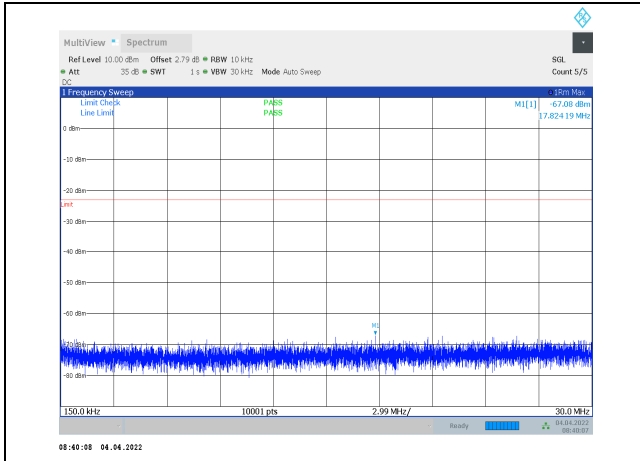 MultiView Spectrum
Ref Level 10.00 dBm Offset 2.79 dB RBW 10 kHz SGL
Att 35 dB SWT 1 s VBW 30 kHz Mode Auto Sweep Count 5/5
DC
1 Frequency Sweep 1Rm Max
Limit Check PASS M1[1] -67.08 dBm
Line Limit PASS 17.82419 MHz
0 dBm
-10 dBm
-20 dBm
Limit
-30 dBm
-40 dBm
-50 dBm
-60 dBm
M1
-70 dBm
-80 dBm
150.0 kHz 10001 pts 2.99 MHz/ 30.0 MHz
Ready 04.04.2022
08:40:07
08:40:08 04.04.2022